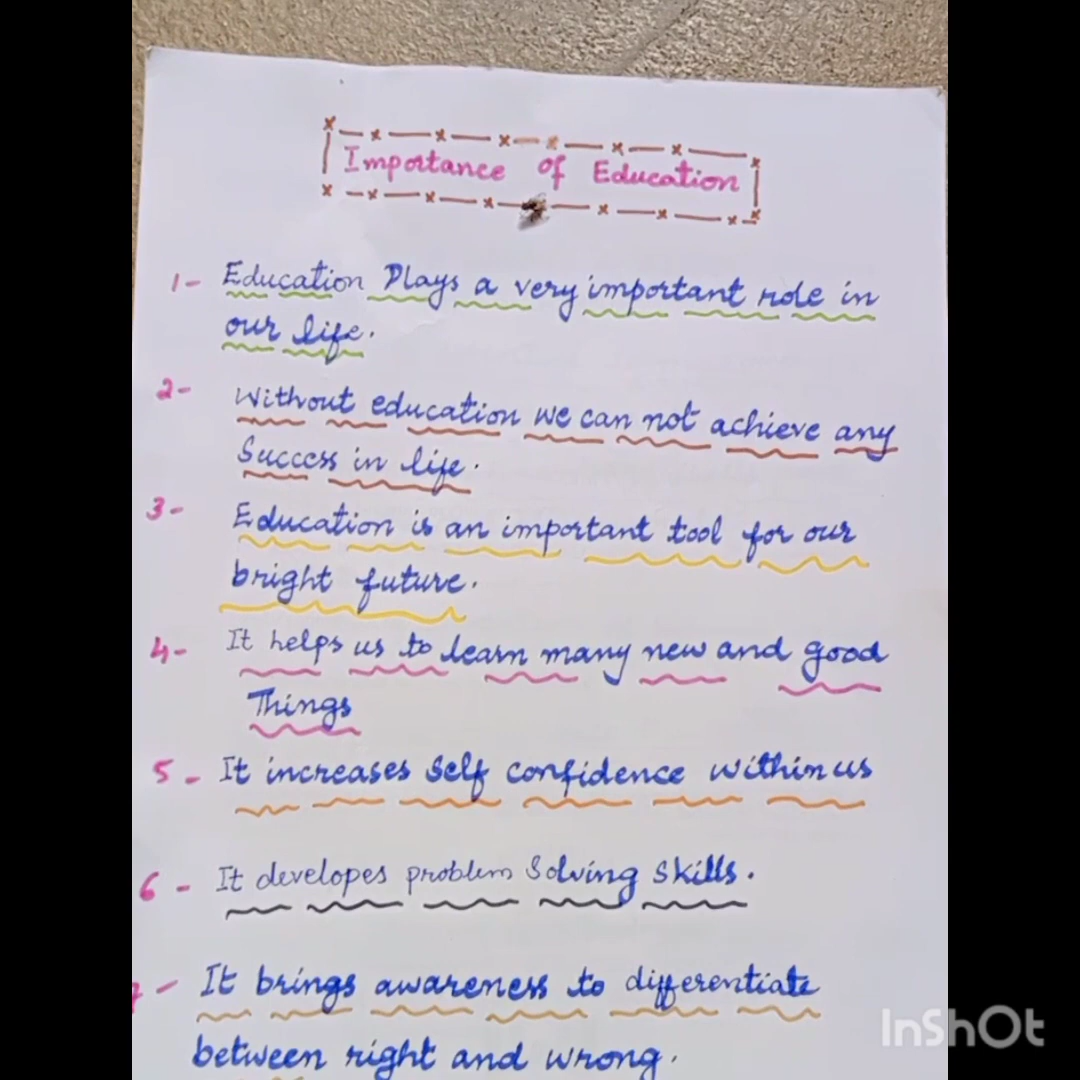 Importance of Education
1- Education Plays a very important role in
our life.
2- Without education we can not achieve any
Success in life.
3- Education is an important tool for our
bright future.
4- It helps us to learn many new and good
Things
5- It increases self confidence within us
6- It developes problem solving skills.
7- It brings awareness to differentiate
between right and wrong.
InShOt